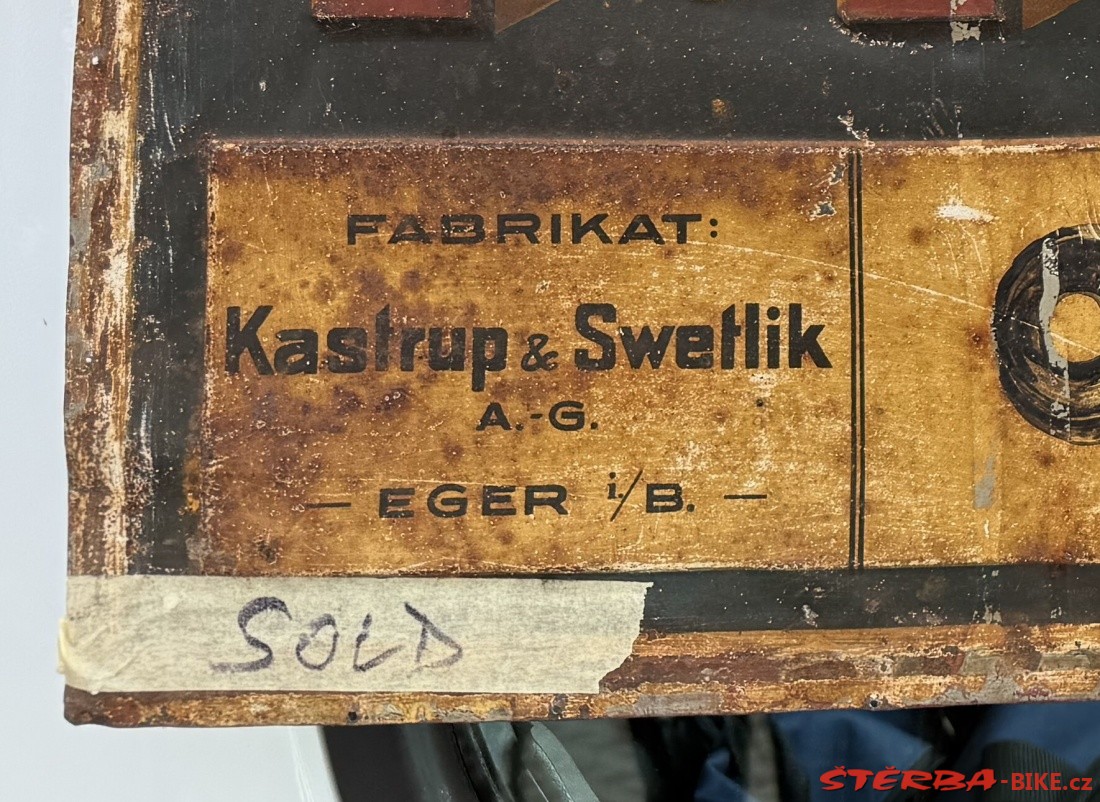 FABRIKAT:
Kastrup & Swetlik
A.-G.
— EGER i./B. —
SOLD
ŠTĚRBA-BIKE.cz